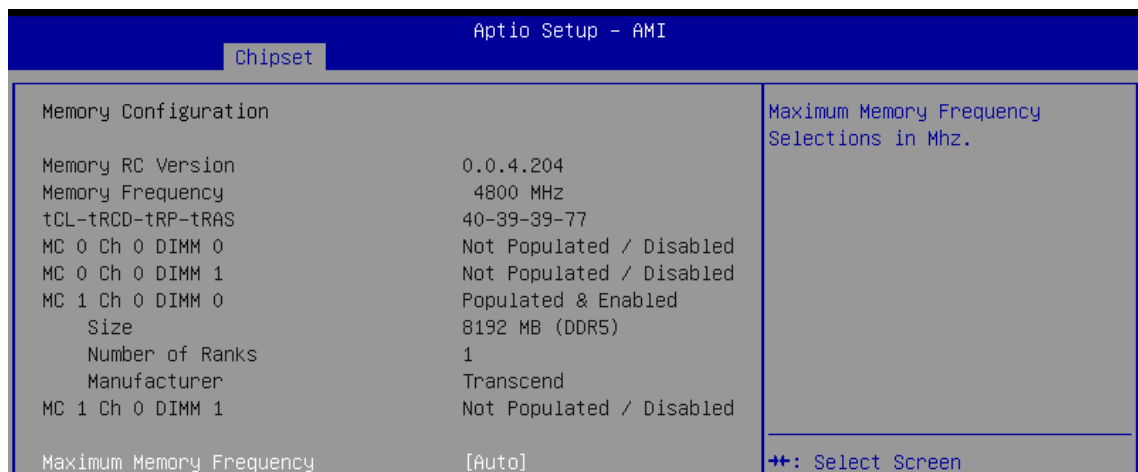 Aptio Setup – AMI
Chipset
Memory Configuration
Memory RC Version 0.0.4.204
Memory Frequency 4800 MHz
tCL-tRCD-tRP-tRAS 40-39-39-77
MC 0 Ch 0 DIMM 0 Not Populated / Disabled
MC 0 Ch 0 DIMM 1 Not Populated / Disabled
MC 1 Ch 0 DIMM 0 Populated & Enabled
Size 8192 MB (DDR5)
Number of Ranks 1
Manufacturer Transcend
MC 1 Ch 0 DIMM 1 Not Populated / Disabled
Maximum Memory Frequency [Auto]
Maximum Memory Frequency
Selections in Mhz.
→←: Select Screen